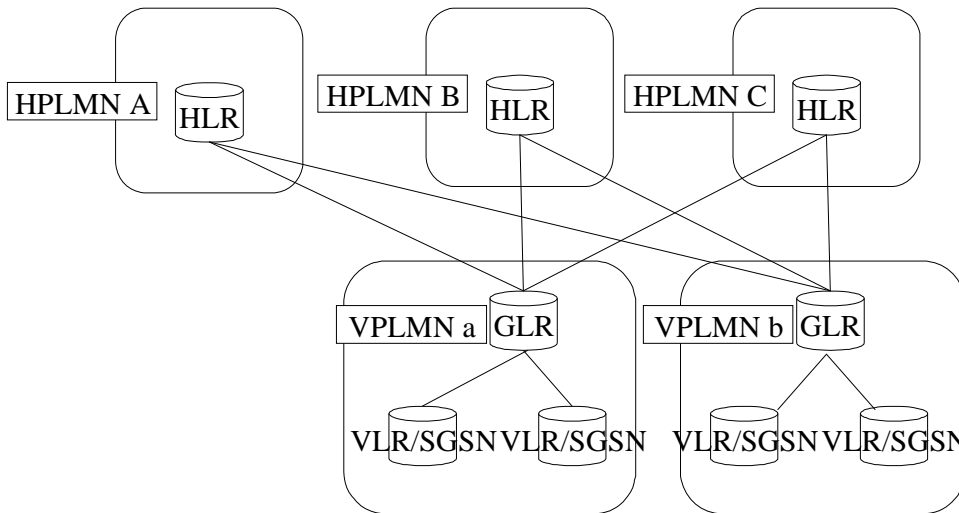 HPLMN A
HLR
HPLMN B
HLR
HPLMN C
HLR
VPLMN a
GLR
VPLMN b
GLR
VLR/SGSN
VLR/SGSN
VLR/SGSN
VLR/SGSN